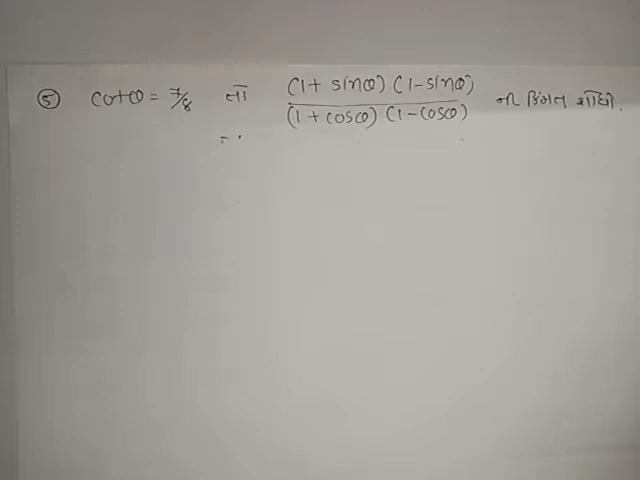 ⑤ cotθ = 7/8 તો (1 + sinθ) (1 - sinθ) / (1 + cosθ) (1 - cosθ) ની કિંમત શોધો.